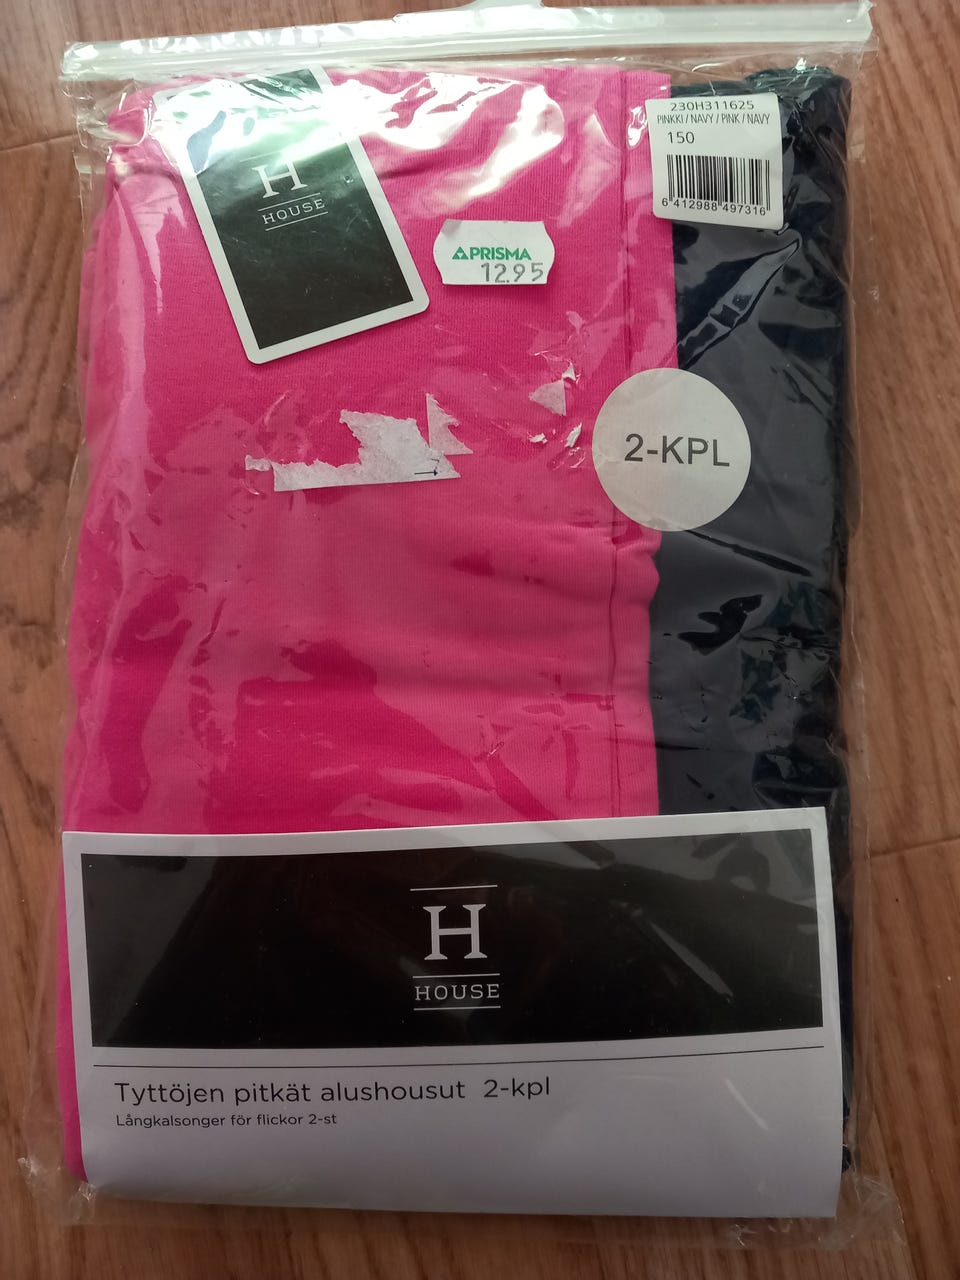 H
HOUSE
230H311625
PINKKI / NAVY / PINK / NAVY
150
6 412988 497316
PRISMA
12.95
2-KPL
H
HOUSE
Tyttöjen pitkät alushousut 2-kpl
Långkalsonger för flickor 2-st